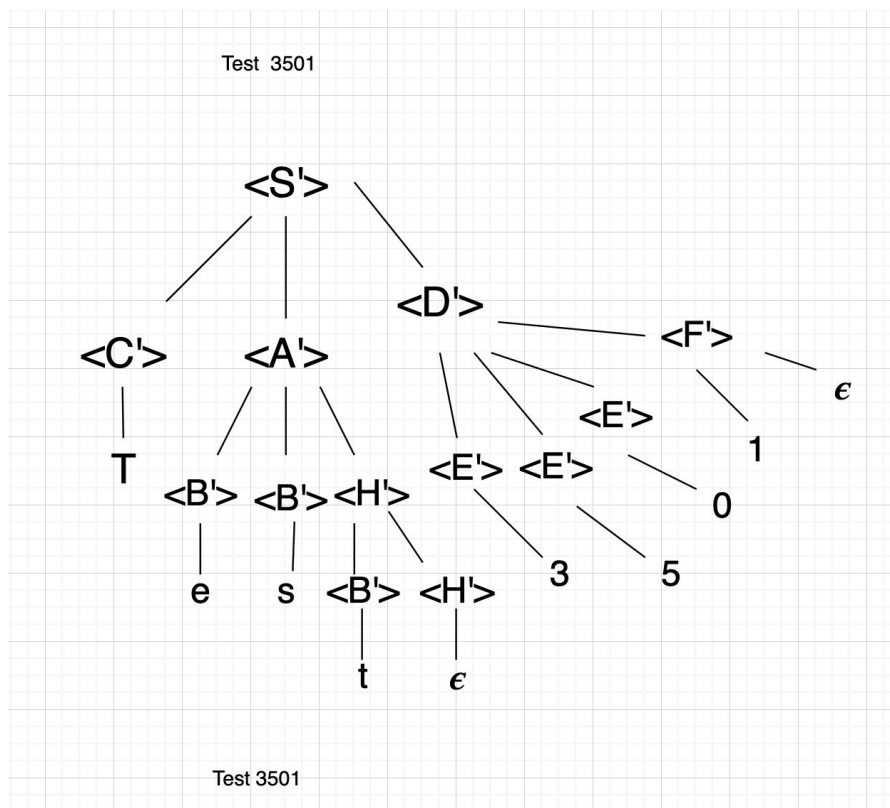 Test 3501
<S'>
<D'>
<F'>
<C'> <A'>
ϵ
<E'>
1
T
<E'> <E'>
<B'> <B'> <H'>
0
3 5
e s <B'> <H'>
t ϵ
Test 3501